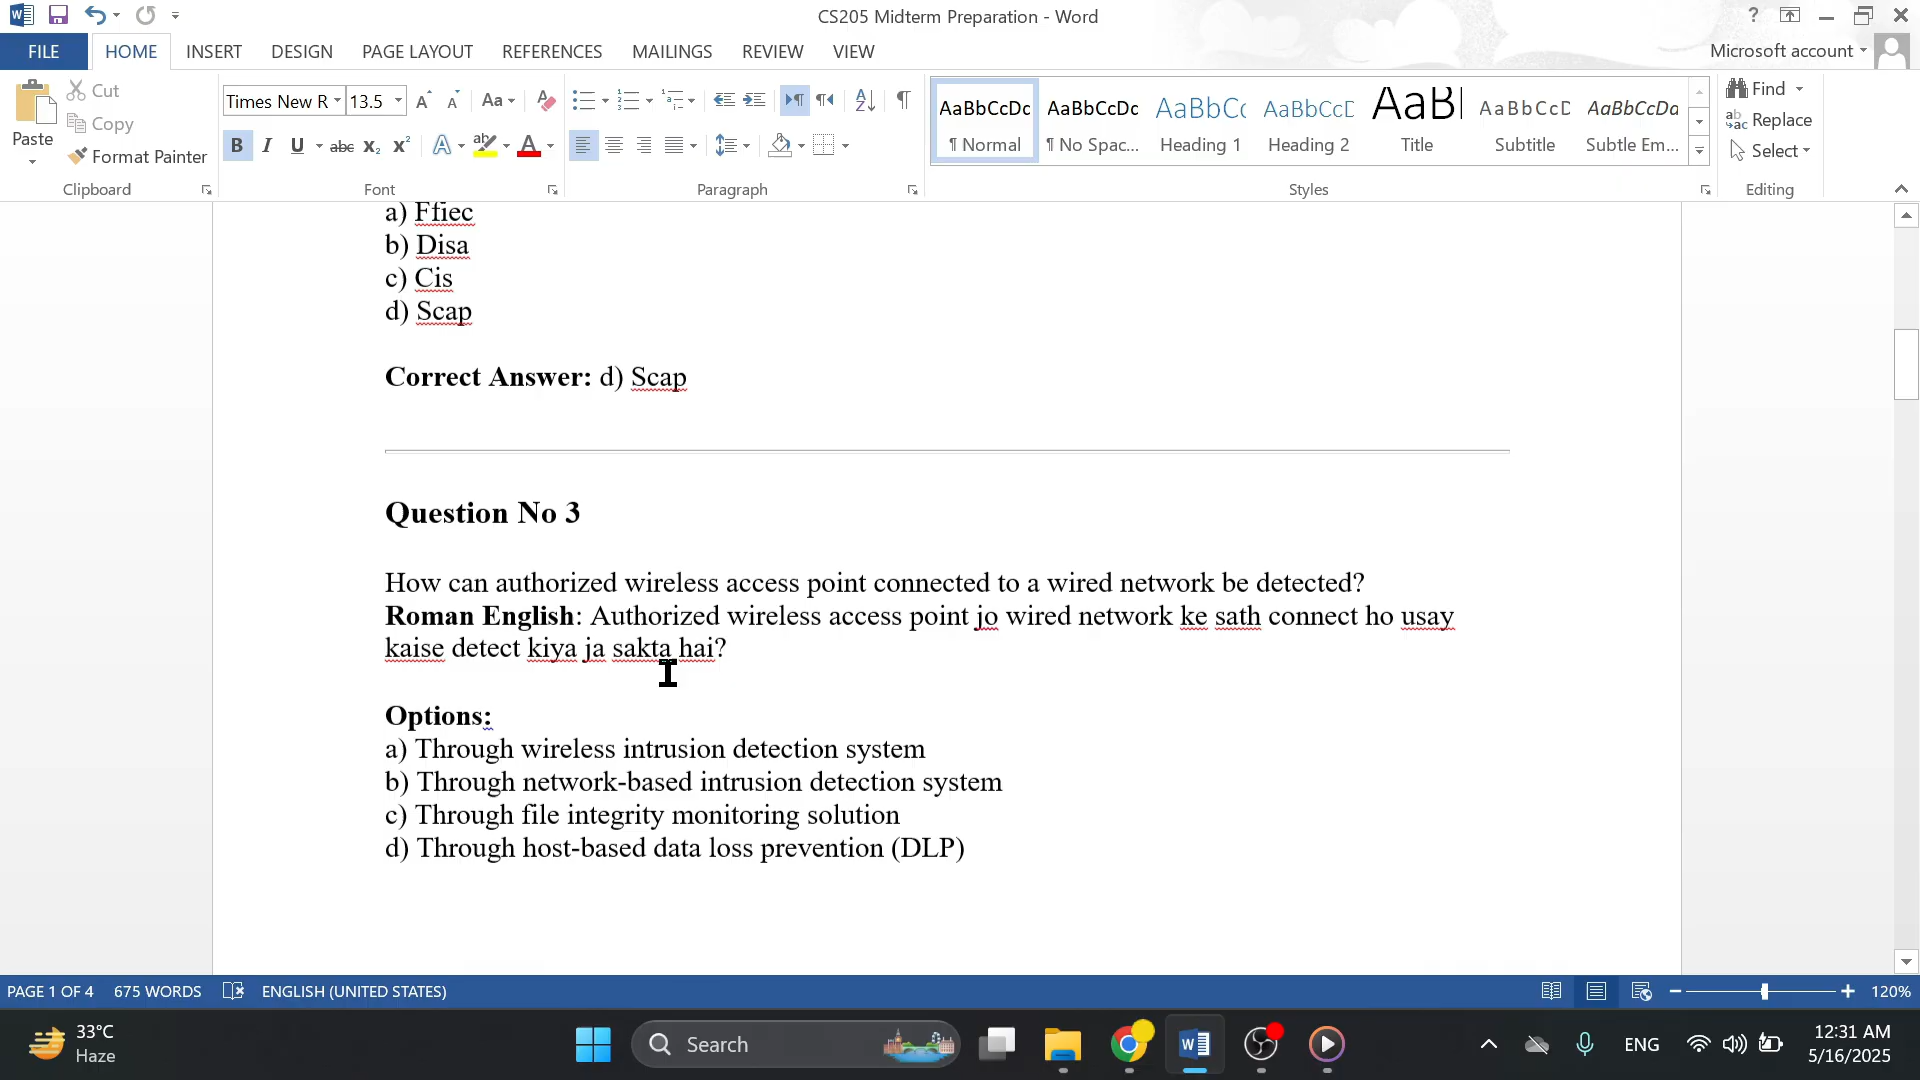 CS205 Midterm Preparation - Word
?
FILE HOME INSERT DESIGN PAGE LAYOUT REFERENCES MAILINGS REVIEW VIEW
Microsoft account
Paste
Cut
Copy
Format Painter
Clipboard
Times New R 13.5
Font
Paragraph
AaBbCcDc AaBbCcDc AaBbC AaBbCcD AaB AaBbCcD AaBbCcDa
¶ Normal ¶ No Spac... Heading 1 Heading 2 Title Subtitle Subtle Em...
Styles
Find
Replace
Select
Editing
a) Ffiec
b) Disa
c) Cis
d) Scap
Correct Answer: d) Scap
Question No 3
How can authorized wireless access point connected to a wired network be detected?
Roman English: Authorized wireless access point jo wired network ke sath connect ho usay
kaise detect kiya ja sakta hai?
Options:
a) Through wireless intrusion detection system
b) Through network-based intrusion detection system
c) Through file integrity monitoring solution
d) Through host-based data loss prevention (DLP)
PAGE 1 OF 4 675 WORDS ENGLISH (UNITED STATES)
120%
33°C
Haze
Search
ENG
12:31 AM
5/16/2025